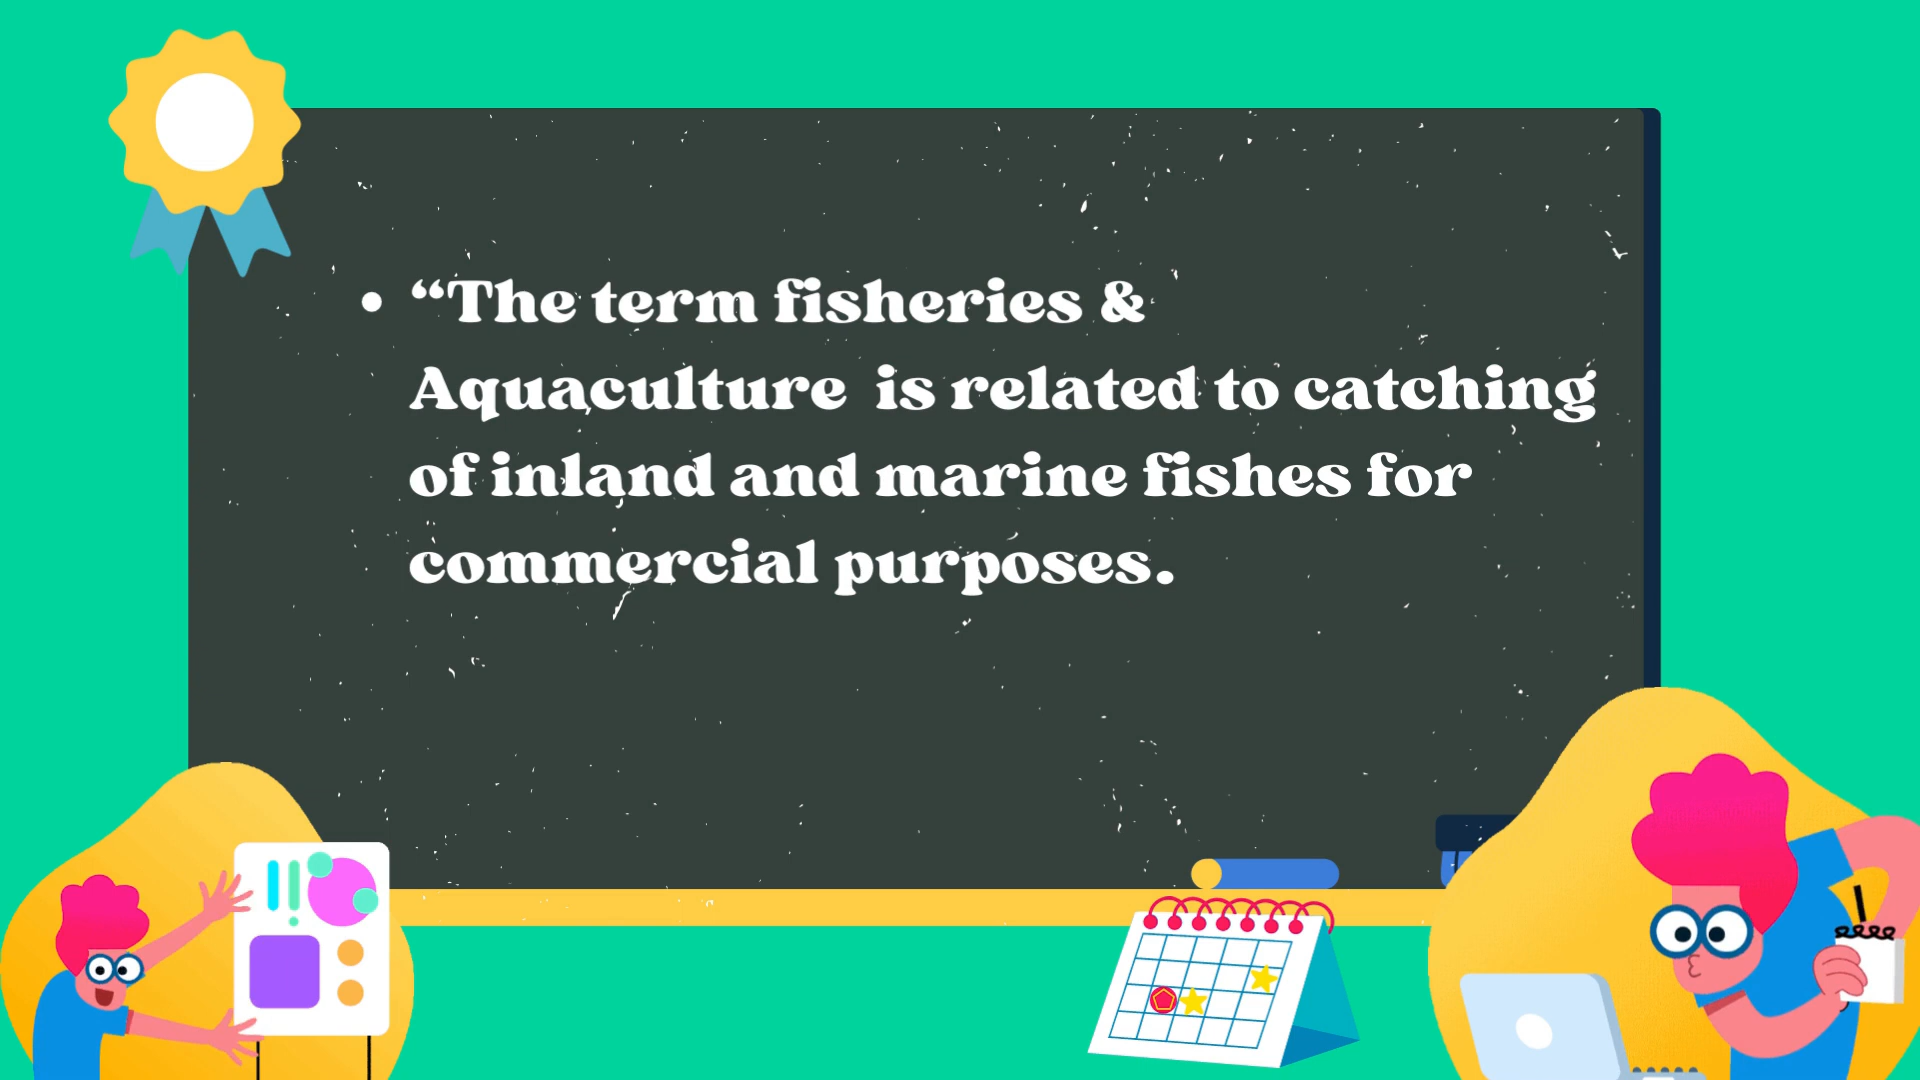 • “The term fisheries &
Aquaculture  is related to catching
of inland and marine fishes for
commercial purposes.